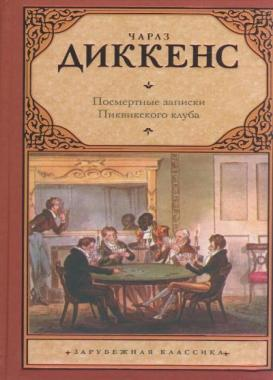 ЧАРЛЗ
ДИККЕНС
Посмертные записки
Пиквикского клуба
ЗАРУБЕЖНАЯ КЛАССИКА